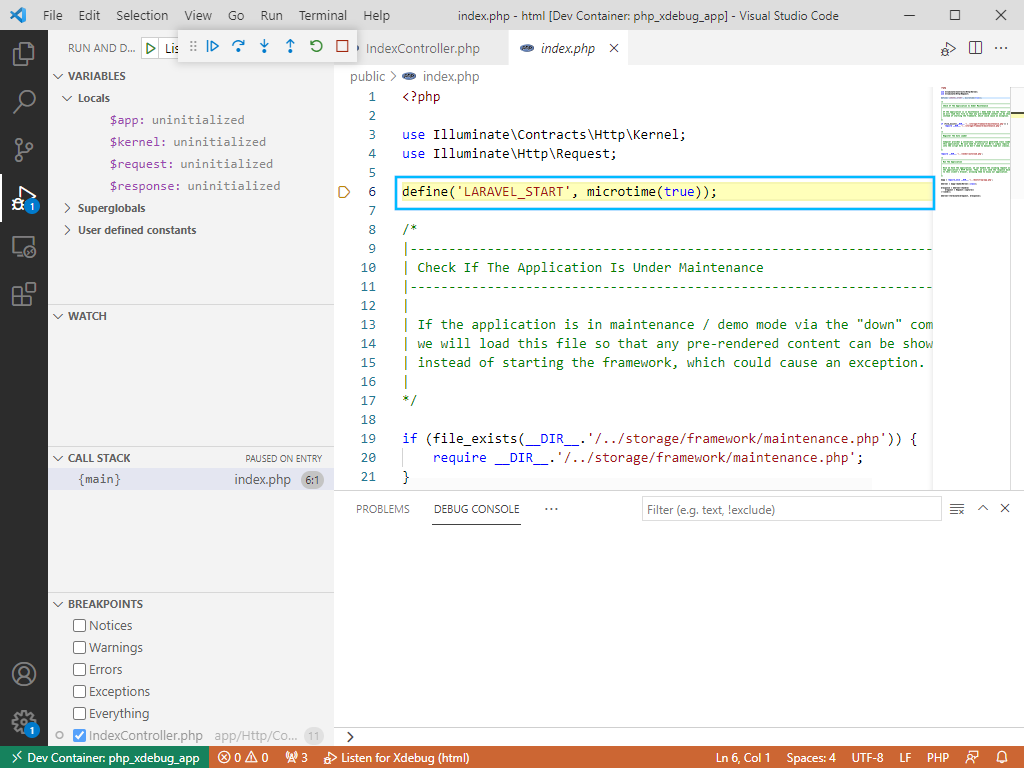 File Edit Selection View Go Run Terminal Help index.php - html [Dev Container: php_xdebug_app] - Visual Studio Code
RUN AND D... Lis IndexController.php index.php
VARIABLES
Locals
$app: uninitialized
$kernel: uninitialized
$request: uninitialized
$response: uninitialized
Superglobals
User defined constants
WATCH
CALL STACK PAUSED ON ENTRY
{main} index.php 6:1
BREAKPOINTS
Notices
Warnings
Errors
Exceptions
Everything
IndexController.php app/Http/Co... 11
1
1
public > index.php
1 <?php
2
3 use Illuminate\Contracts\Http\Kernel;
4 use Illuminate\Http\Request;
5
6 define('LARAVEL_START', microtime(true));
7
8 /*
9 |--------------------------------------------------------------------
10 | Check If The Application Is Under Maintenance
11 |--------------------------------------------------------------------
12 |
13 | If the application is in maintenance / demo mode via the "down" com
14 | we will load this file so that any pre-rendered content can be show
15 | instead of starting the framework, which could cause an exception.
16 |
17 */
18
19 if (file_exists(__DIR__.'/../storage/framework/maintenance.php')) {
20 require __DIR__.'/../storage/framework/maintenance.php';
21 }
PROBLEMS DEBUG CONSOLE ... Filter (e.g. text, !exclude)
>
Dev Container: php_xdebug_app 0 0 3 Listen for Xdebug (html) Ln 6, Col 1 Spaces: 4 UTF-8 LF PHP